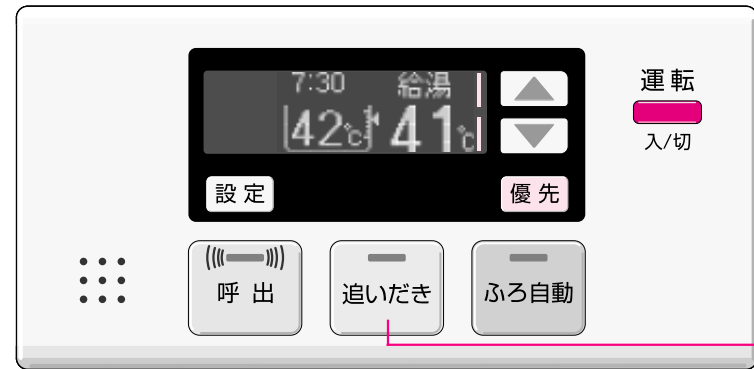 7:30 給湯
42℃ 41℃
運転
入/切
設定
優先
呼出
追いだき
ふろ自動